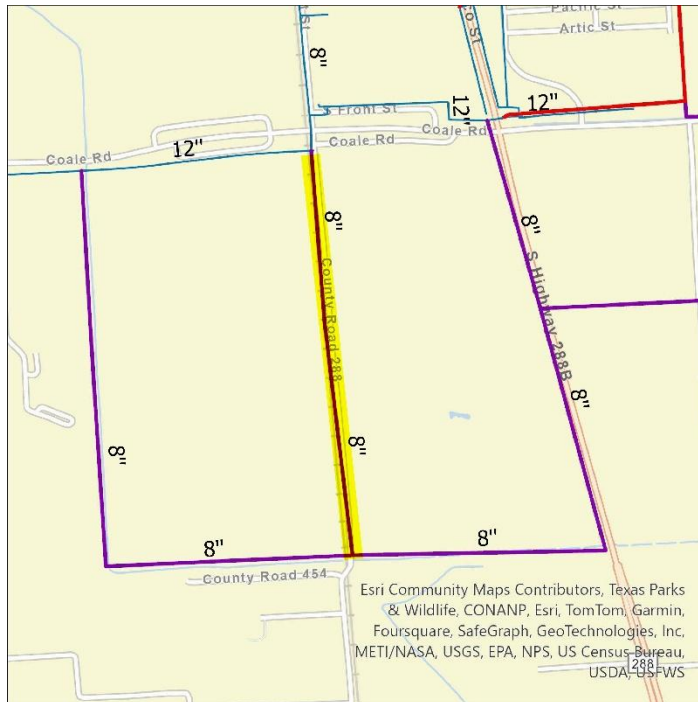 Pacific St
Artic St
8"
12"
12"
S Front St
Coale Rd
Coale Rd
Coale Rd
12"
8"
8"
County Road 288
S Highway 288B
8"
8"
8"
8"
8"
County Road 454
Esri Community Maps Contributors, Texas Parks
& Wildlife, CONANP, Esri, TomTom, Garmin,
Foursquare, SafeGraph, GeoTechnologies, Inc,
METI/NASA, USGS, EPA, NPS, US Census Bureau,
USDA, USFWS
288